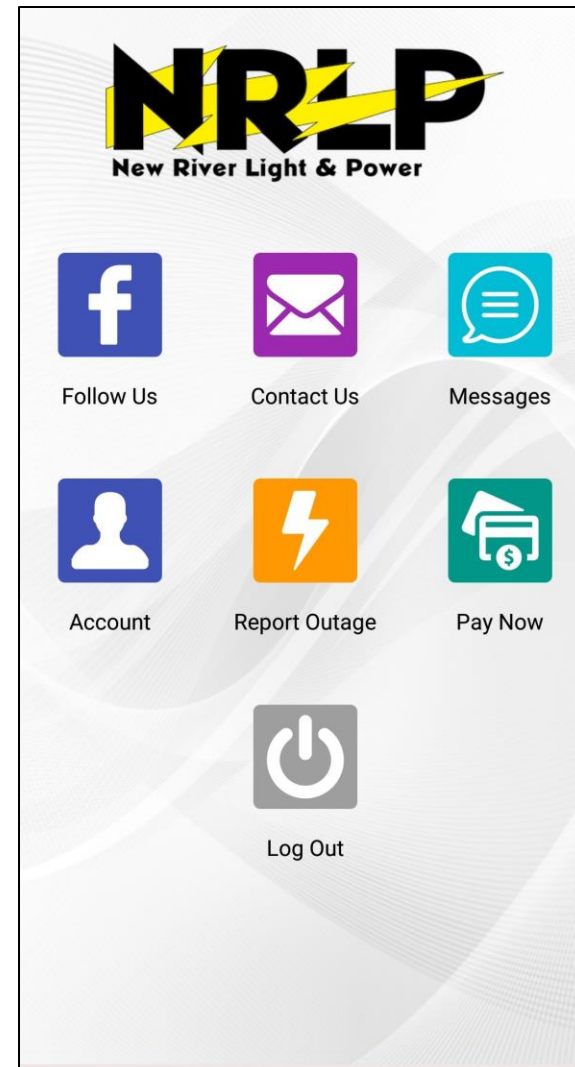 NRLP
New River Light & Power
Follow Us
Contact Us
Messages
Account
Report Outage
Pay Now
Log Out